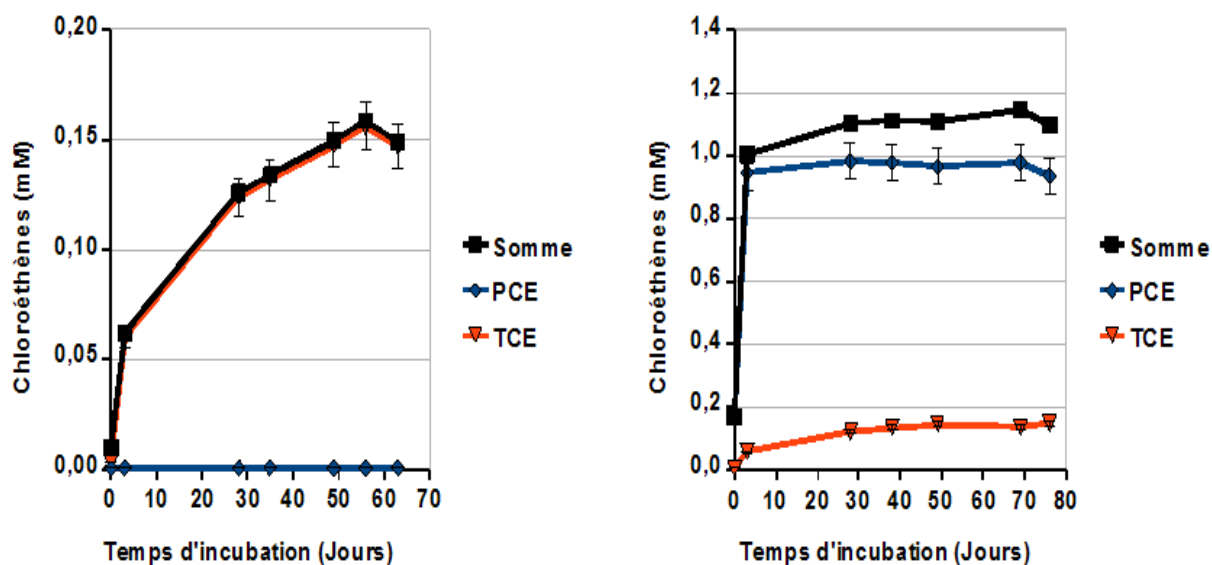 0,20
0,15
0,10
0,05
0,00
Chloroéthènes (mM)
0 10 20 30 40 50 60 70
Temps d'incubation (Jours)
Somme
PCE
TCE
1,4
1,2
1,0
0,8
0,6
0,4
0,2
0,0
Chloroéthènes (mM)
0 10 20 30 40 50 60 70 80
Temps d'incubation (Jours)
Somme
PCE
TCE